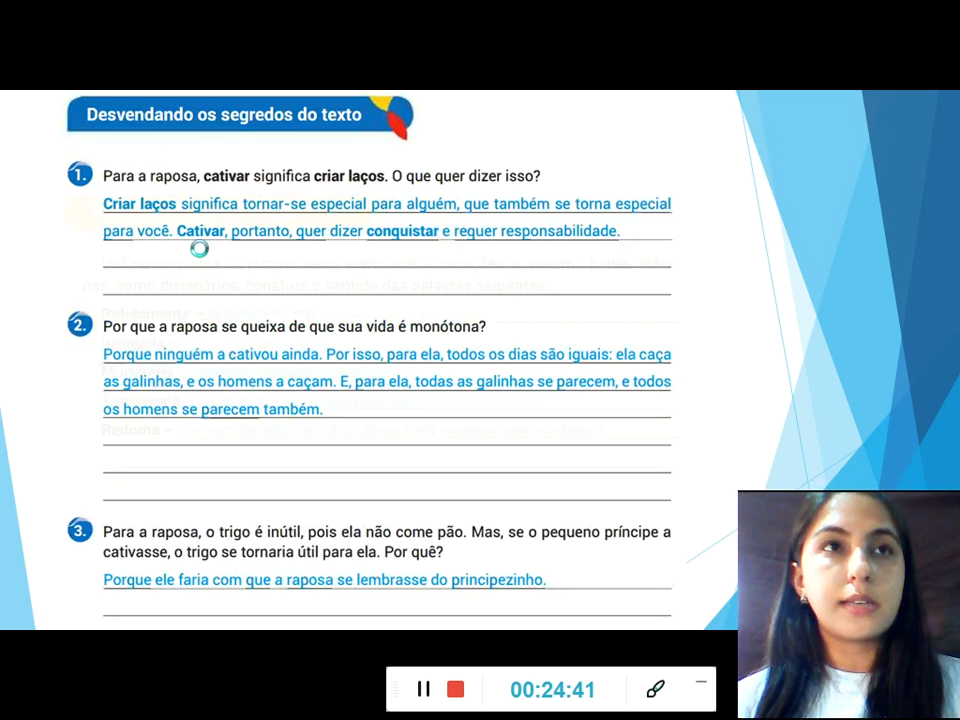 Desvendando os segredos do texto
1. Para a raposa, cativar significa criar laços. O que quer dizer isso?
Criar laços significa tornar-se especial para alguém, que também se torna especial
para você. Cativar, portanto, quer dizer conquistar e requer responsabilidade.
2. Por que a raposa se queixa de que sua vida é monótona?
Porque ninguém a cativou ainda. Por isso, para ela, todos os dias são iguais: ela caça
as galinhas, e os homens a caçam. E, para ela, todas as galinhas se parecem, e todos
os homens se parecem também.
Redoma –
3. Para a raposa, o trigo é inútil, pois ela não come pão. Mas, se o pequeno príncipe a
cativasse, o trigo se tornaria útil para ela. Por quê?
Porque ele faria com que a raposa se lembrasse do principezinho.
00:24:41